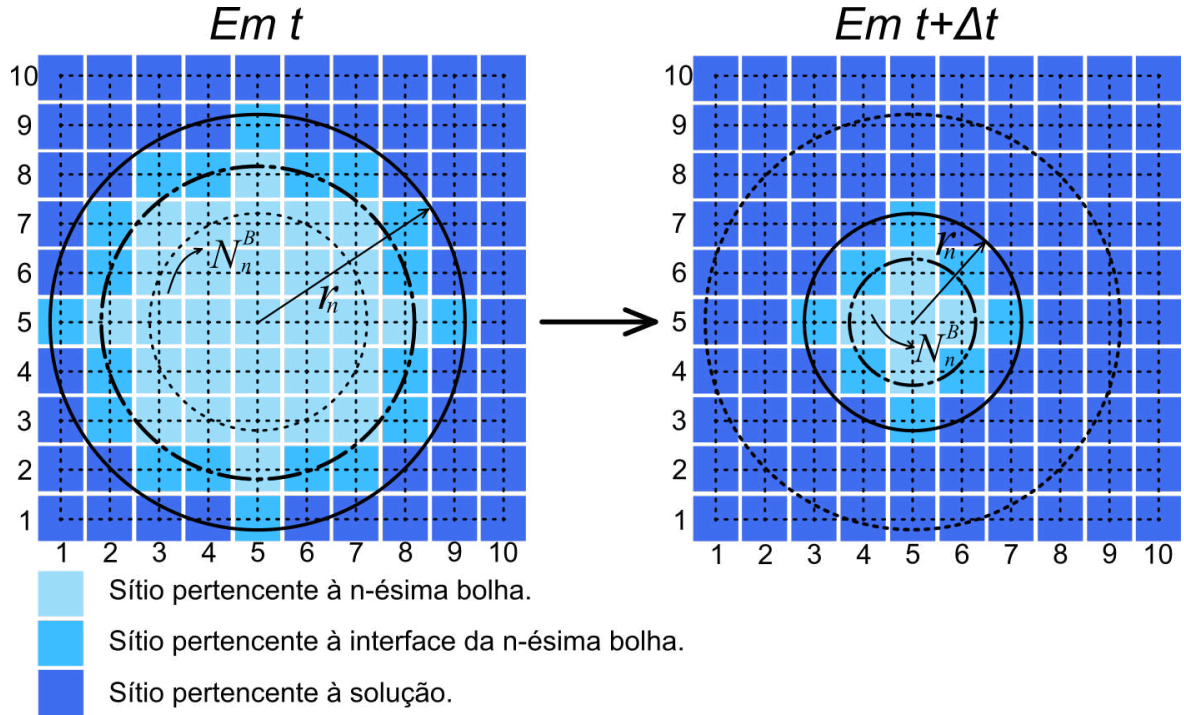 Em t
Em t+Δt
10
9
8
7
6
5
4
3
2
1
1 2 3 4 5 6 7 8 9 10
N_n^B
r_n
10
9
8
7
6
5
4
3
2
1
1 2 3 4 5 6 7 8 9 10
r_n
N_n^B
Sítio pertencente à n-ésima bolha.
Sítio pertencente à interface da n-ésima bolha.
Sítio pertencente à solução.